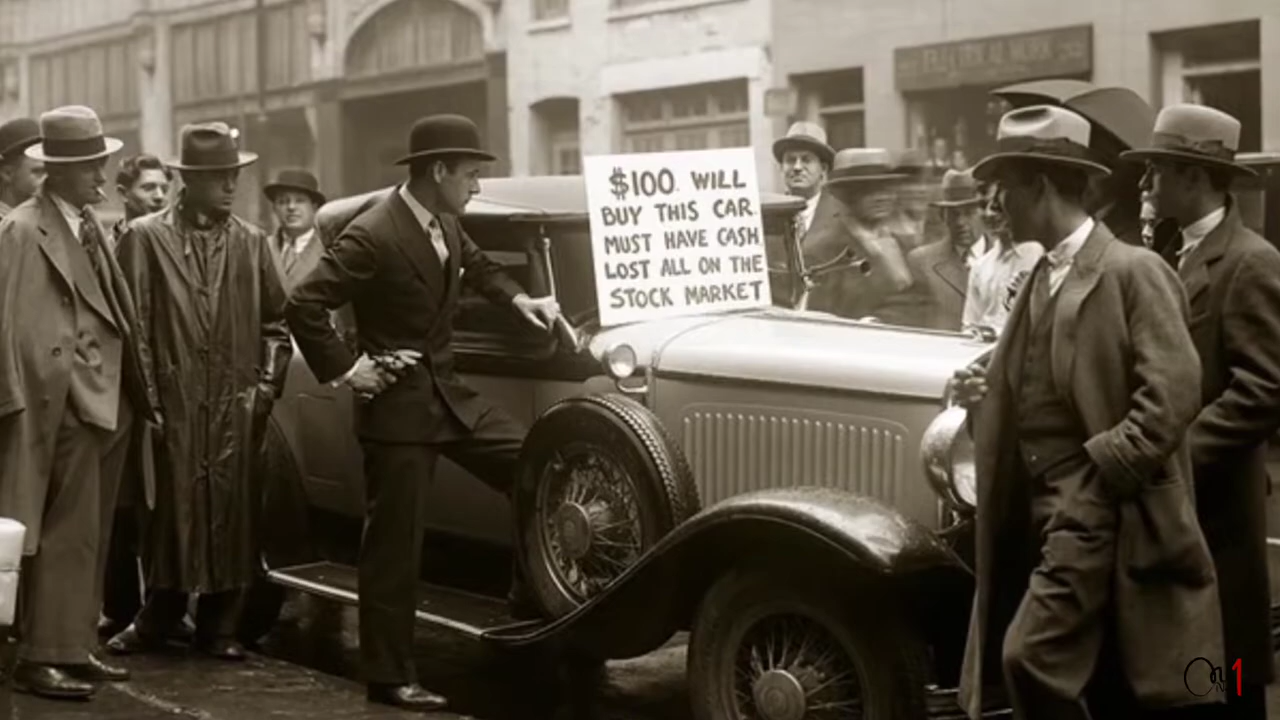 $100. WILL
BUY THIS CAR.
MUST HAVE CASH.
LOST ALL ON THE
STOCK MARKET